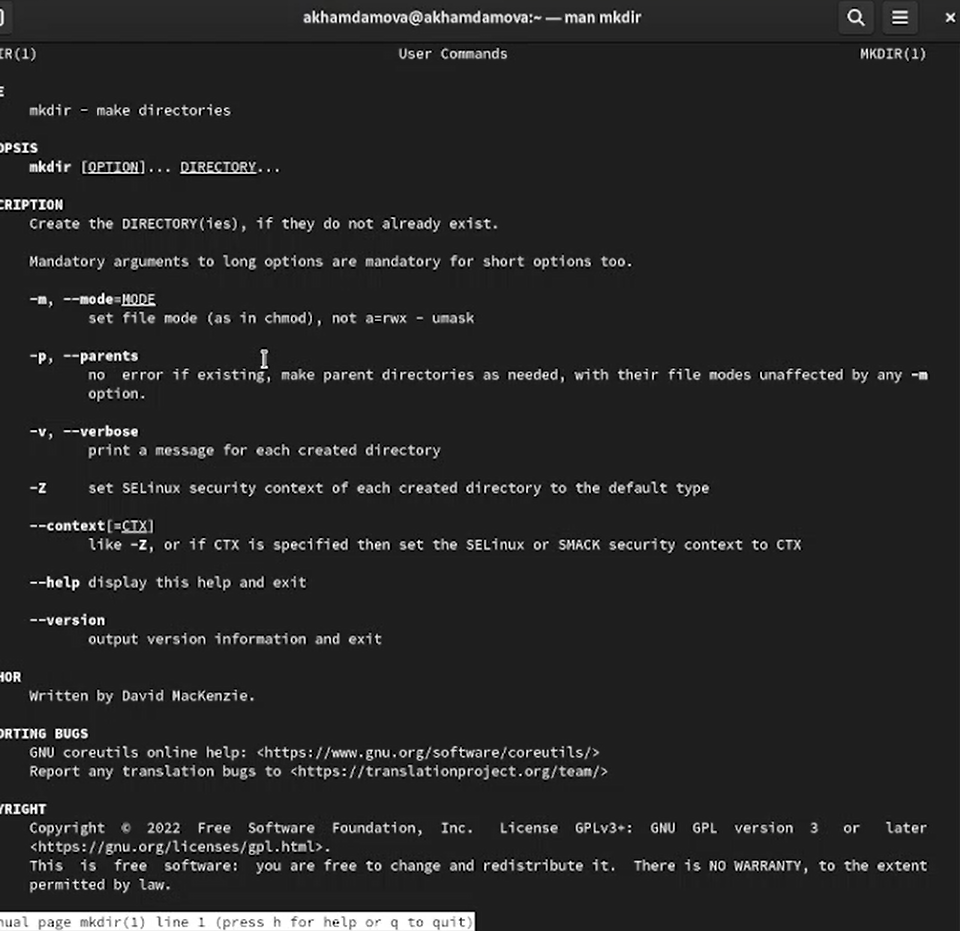 akhamdamova@akhamdamova:~ — man mkdir
IR(1) User Commands MKDIR(1)
E
mkdir - make directories
OPSIS
mkdir [OPTION]... DIRECTORY...
CRIPTION
Create the DIRECTORY(ies), if they do not already exist.
Mandatory arguments to long options are mandatory for short options too.
-m, --mode=MODE
set file mode (as in chmod), not a=rwx - umask
-p, --parents
no  error if existing, make parent directories as needed, with their file modes unaffected by any -m
option.
-v, --verbose
print a message for each created directory
-Z set SELinux security context of each created directory to the default type
--context[=CTX]
like -Z, or if CTX is specified then set the SELinux or SMACK security context to CTX
--help display this help and exit
--version
output version information and exit
HOR
Written by David MacKenzie.
ORTING BUGS
GNU coreutils online help: <https://www.gnu.org/software/coreutils/>
Report any translation bugs to <https://translationproject.org/team/>
YRIGHT
Copyright © 2022 Free Software Foundation, Inc. License GPLv3+: GNU GPL version 3 or later
<https://gnu.org/licenses/gpl.html>.
This is free software: you are free to change and redistribute it. There is NO WARRANTY, to the extent
permitted by law.
nual page mkdir(1) line 1 (press h for help or q to quit)